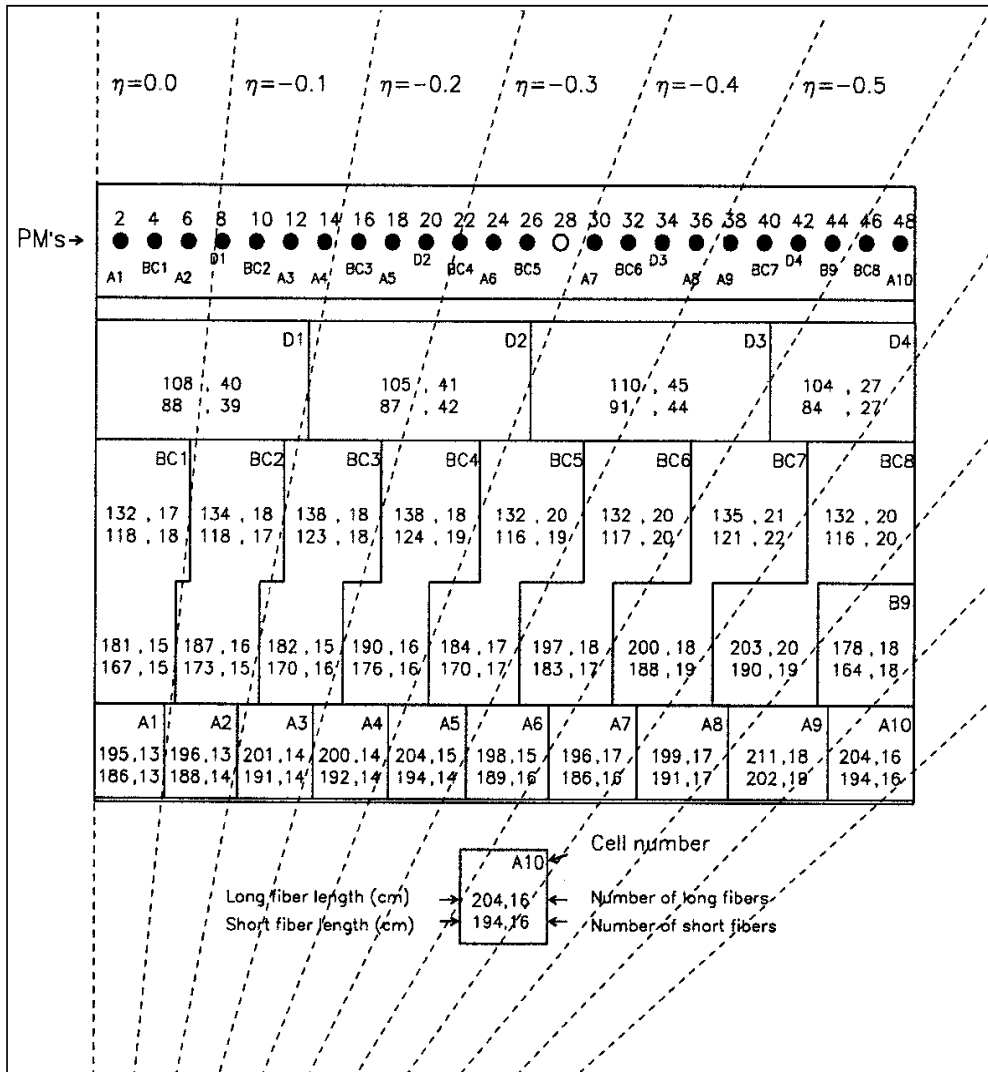 η=0.0 η=−0.1 η=−0.2 η=−0.3 η=−0.4 η=−0.5
2 4 6 8 10 12 14 16 18 20 22 24 26 28 30 32 34 36 38 40 42 44 46 48
PM's→
A1 BC1 A2 D1 BC2 A3 A4 BC3 A5 D2 BC4 A6 BC5 A7 BC6 D3 A8 A9 BC7 D4 B9 BC8 A10
D1 D2 D3 D4
108 , 40 105 , 41 110 , 45 104 , 27
88 , 39 87 , 42 91 , 44 84 , 27
BC1 BC2 BC3 BC4 BC5 BC6 BC7 BC8
132 , 17 134 , 18 138 , 18 138 , 18 132 , 20 132 , 20 135 , 21 132 , 20
118 , 18 118 , 17 123 , 18 124 , 19 116 , 19 117 , 20 121 , 22 116 , 20
B9
181 , 15 187 , 16 182 , 15 190 , 16 184 , 17 197 , 18 200 , 18 203 , 20 178 , 18
167 , 15 173 , 15 170 , 16 176 , 16 170 , 17 183 , 17 188 , 19 190 , 19 164 , 18
A1 A2 A3 A4 A5 A6 A7 A8 A9 A10
195,13 196,13 201,14 200,14 204,15 198,15 196,17 199,17 211,18 204,16
186,13 188,14 191,14 192,14 194,14 189,16 186,16 191,17 202,19 194,16
A10 Cell number
Long fiber length (cm) 204,16 Number of long fibers
Short fiber length (cm) 194,16 Number of short fibers